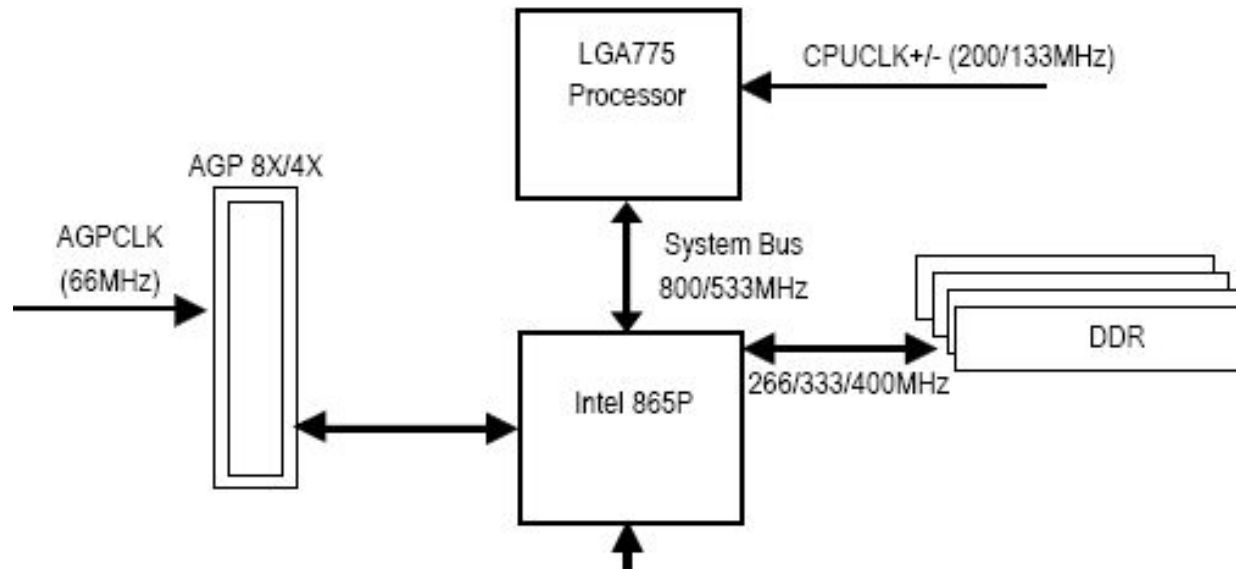 LGA775
Processor
CPUCLK+/- (200/133MHz)
AGP 8X/4X
AGPCLK
(66MHz)
System Bus
800/533MHz
DDR
266/333/400MHz
Intel 865P